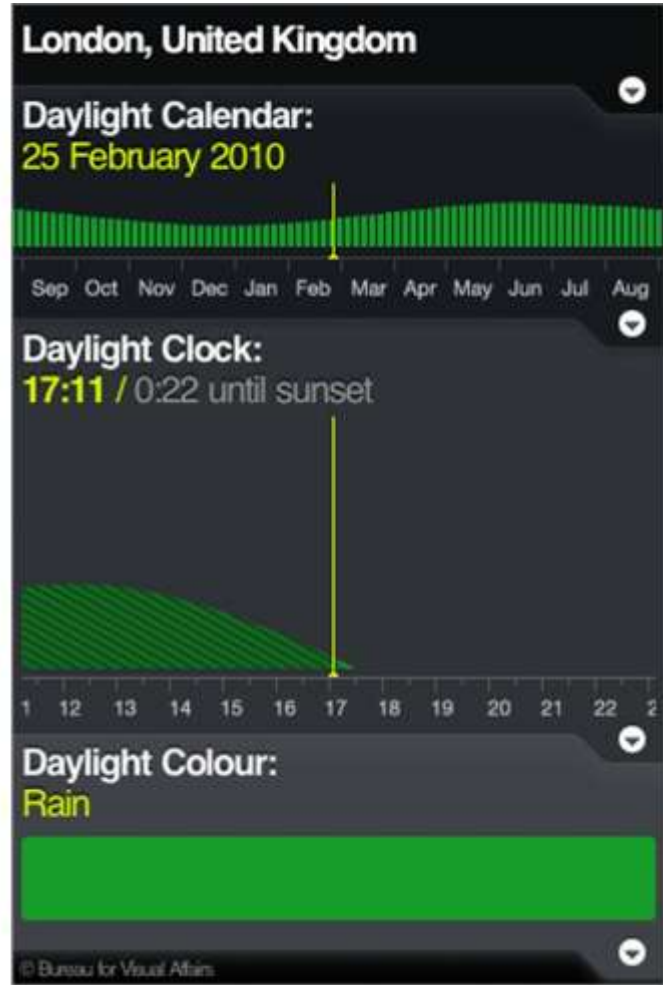 London, United Kingdom
Daylight Calendar:
25 February 2010
Sep Oct Nov Dec Jan Feb Mar Apr May Jun Jul Aug
Daylight Clock:
17:11 / 0:22 until sunset
1 12 13 14 15 16 17 18 19 20 21 22 2
Daylight Colour:
Rain
© Bureau for Visual Affairs